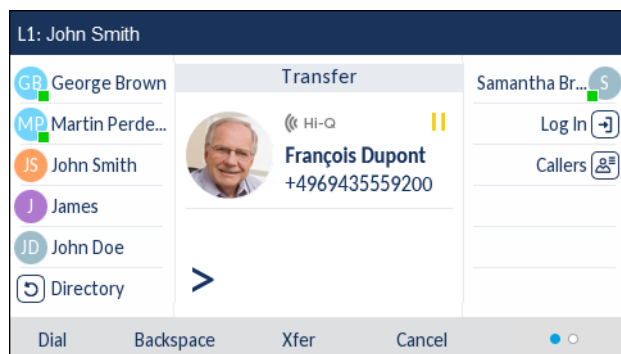 L1: John Smith
GB George Brown
MP Martin Perde...
JS John Smith
J James
JD John Doe
Directory
Transfer
Hi-Q
François Dupont
+4969435559200
>
Samantha Br... S
Log In
Callers
Dial Backspace Xfer Cancel